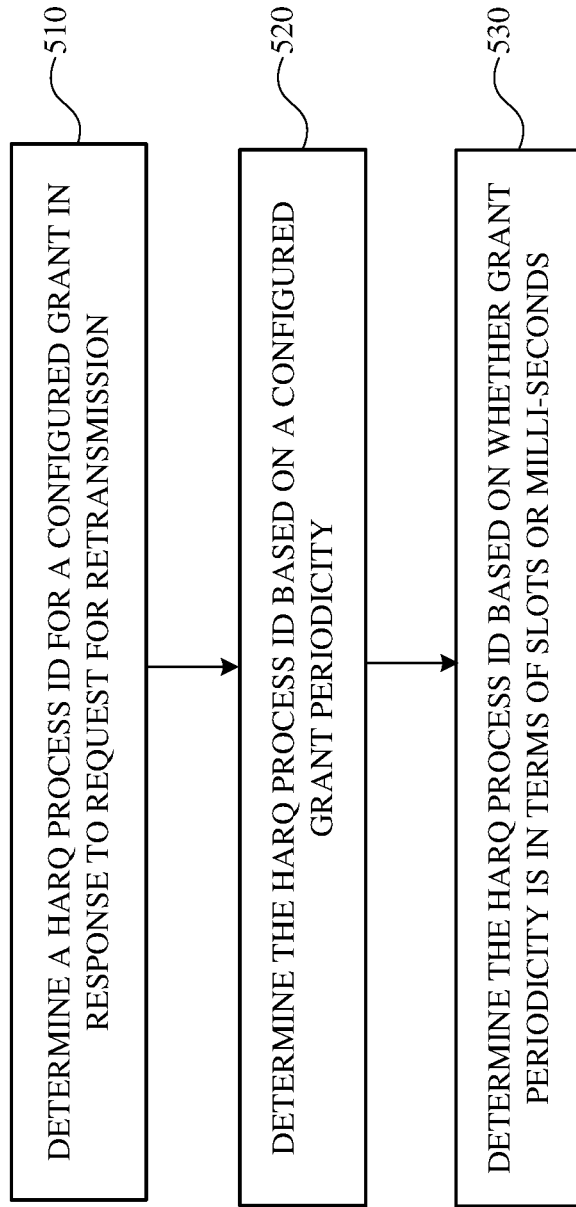 DETERMINE A HARQ PROCESS ID FOR A CONFIGURED GRANT IN
RESPONSE TO REQUEST FOR RETRANSMISSION
510
DETERMINE THE HARQ PROCESS ID BASED ON A CONFIGURED
GRANT PERIODICITY
520
DETERMINE THE HARQ PROCESS ID BASED ON WHETHER GRANT
PERIODICITY IS IN TERMS OF SLOTS OR MILLI-SECONDS
530